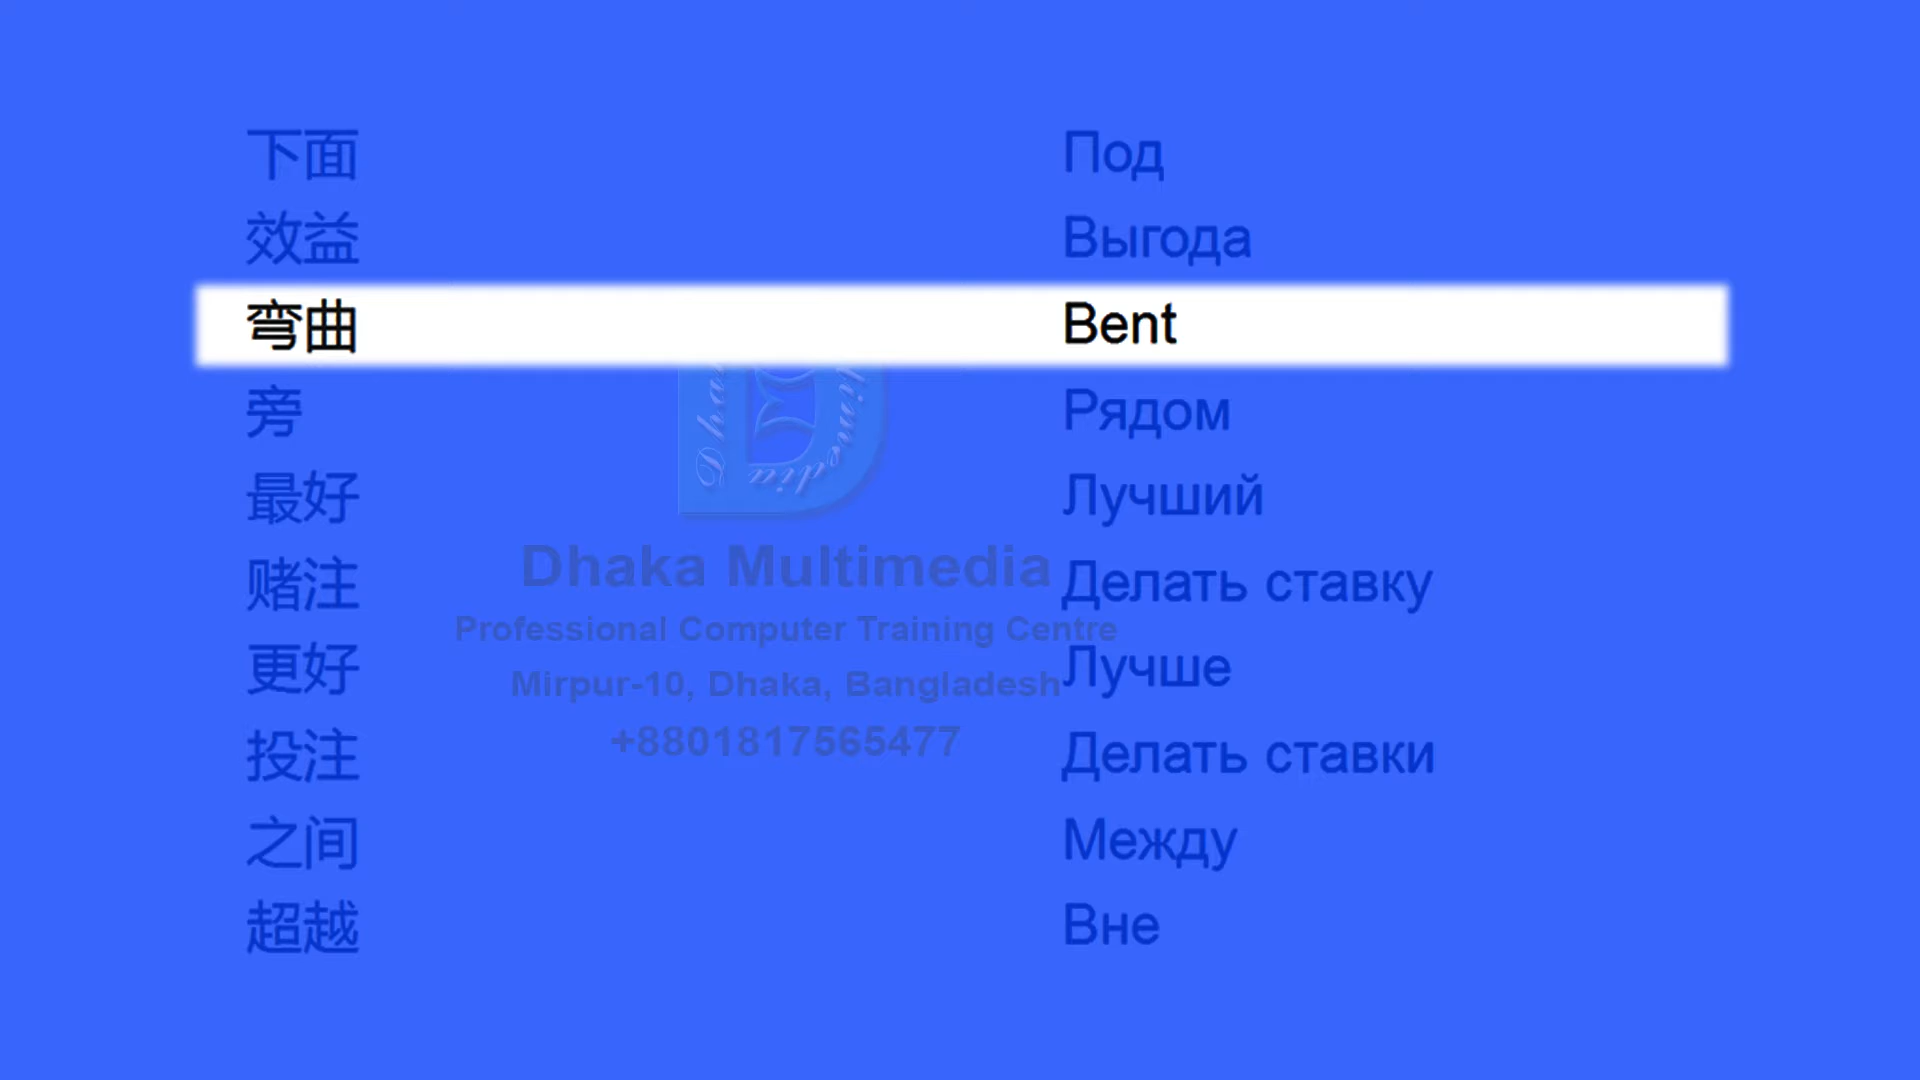 下面 Под
效益 Выгода
弯曲 Bent
旁 Рядом
最好 Лучший
赌注 Делать ставку
更好 Лучше
投注 Делать ставки
之间 Между
超越 Вне
Dhaka Multimedia
Professional Computer Training Centre
Mirpur-10, Dhaka, Bangladesh
+8801817565477